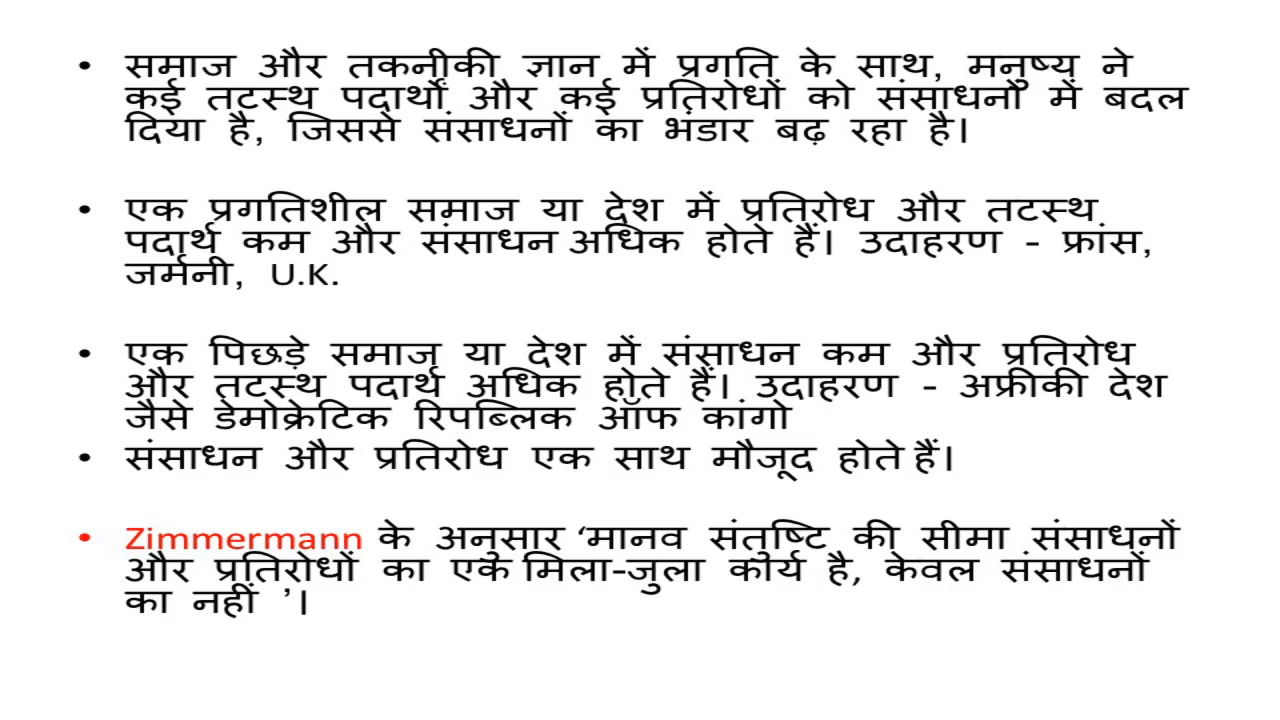 • समाज और तकनीकी ज्ञान में प्रगति के साथ, मनुष्य ने
कई तटस्थ पदार्थों और कई प्रतिरोधों को संसाधनों में बदल
दिया है, जिससे संसाधनों का भंडार बढ़ रहा है।
• एक प्रगतिशील समाज या देश में प्रतिरोध और तटस्थ
पदार्थ कम और संसाधन अधिक होते हैं। उदाहरण - फ्रांस,
जर्मनी, U.K.
• एक पिछड़े समाज या देश में संसाधन कम और प्रतिरोध
और तटस्थ पदार्थ अधिक होते हैं। उदाहरण - अफ्रीकी देश
जैसे डेमोक्रेटिक रिपब्लिक ऑफ कांगो
• संसाधन और प्रतिरोध एक साथ मौजूद होते हैं।
• Zimmermann के अनुसार ‘मानव संतुष्टि की सीमा संसाधनों
और प्रतिरोधों का एक मिला-जुला कार्य है, केवल संसाधनों
का नहीं ’।